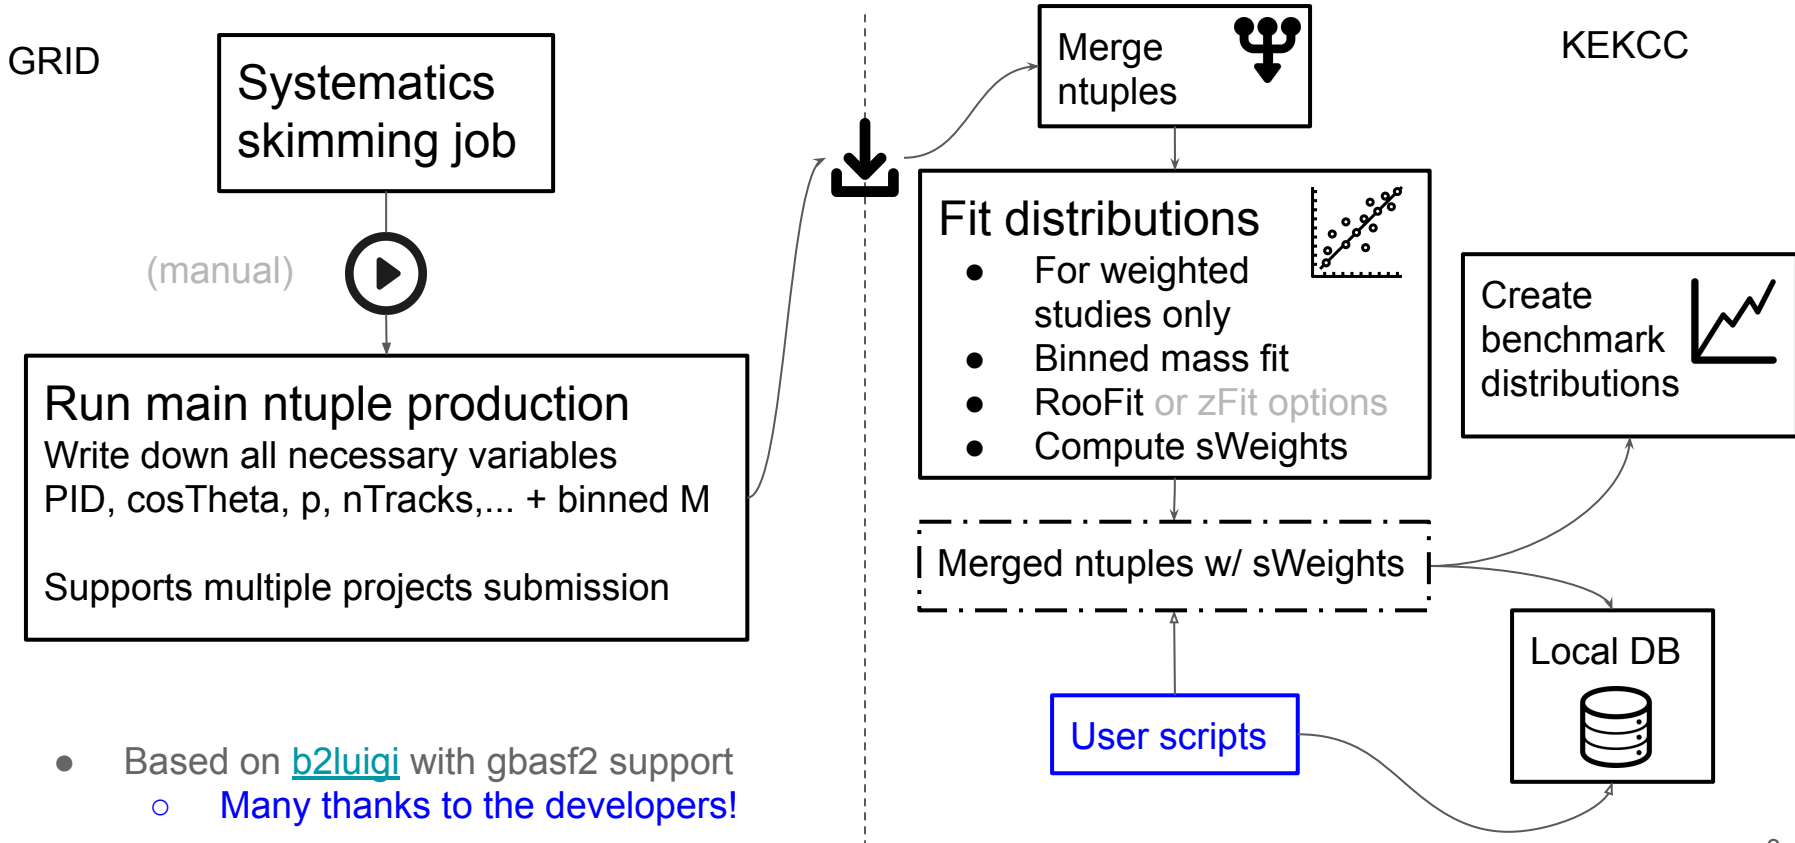 GRID
Systematics
skimming job
(manual)
Run main ntuple production
Write down all necessary variables
PID, cosTheta, p, nTracks,... + binned M
Supports multiple projects submission
● Based on b2luigi with gbasf2 support
○ Many thanks to the developers!
KEKCC
Merge
ntuples
Fit distributions
● For weighted
studies only
● Binned mass fit
● RooFit or zFit options
● Compute sWeights
Merged ntuples w/ sWeights
User scripts
Create
benchmark
distributions
Local DB